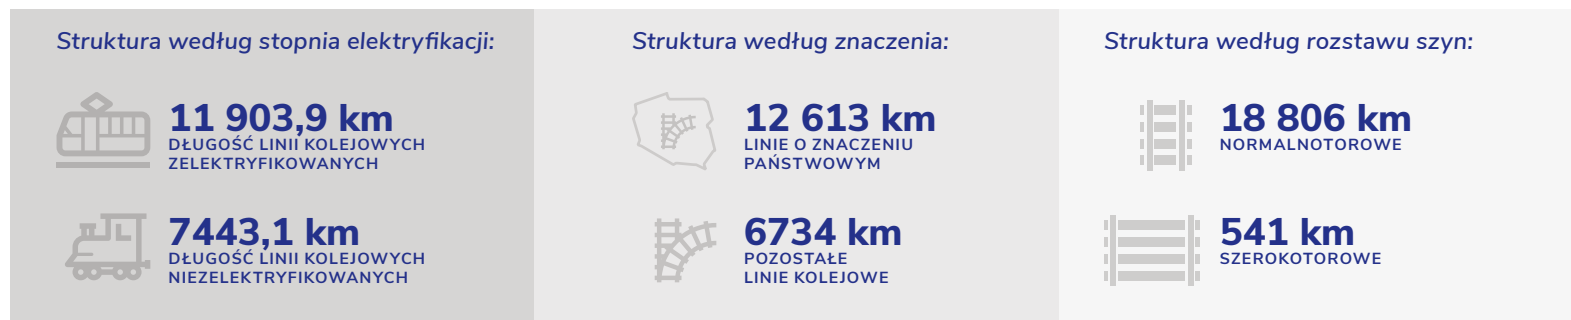 Struktura według stopnia elektryfikacji:
11 903,9 km
DŁUGOŚĆ LINII KOLEJOWYCH
ZELEKTRYFIKOWANYCH
7443,1 km
DŁUGOŚĆ LINII KOLEJOWYCH
NIEZELEKTRYFIKOWANYCH
Struktura według znaczenia:
12 613 km
LINIE O ZNACZENIU
PAŃSTWOWYM
6734 km
POZOSTAŁE
LINIE KOLEJOWE
Struktura według rozstawu szyn:
18 806 km
NORMALNOTOROWE
541 km
SZEROKOTOROWE